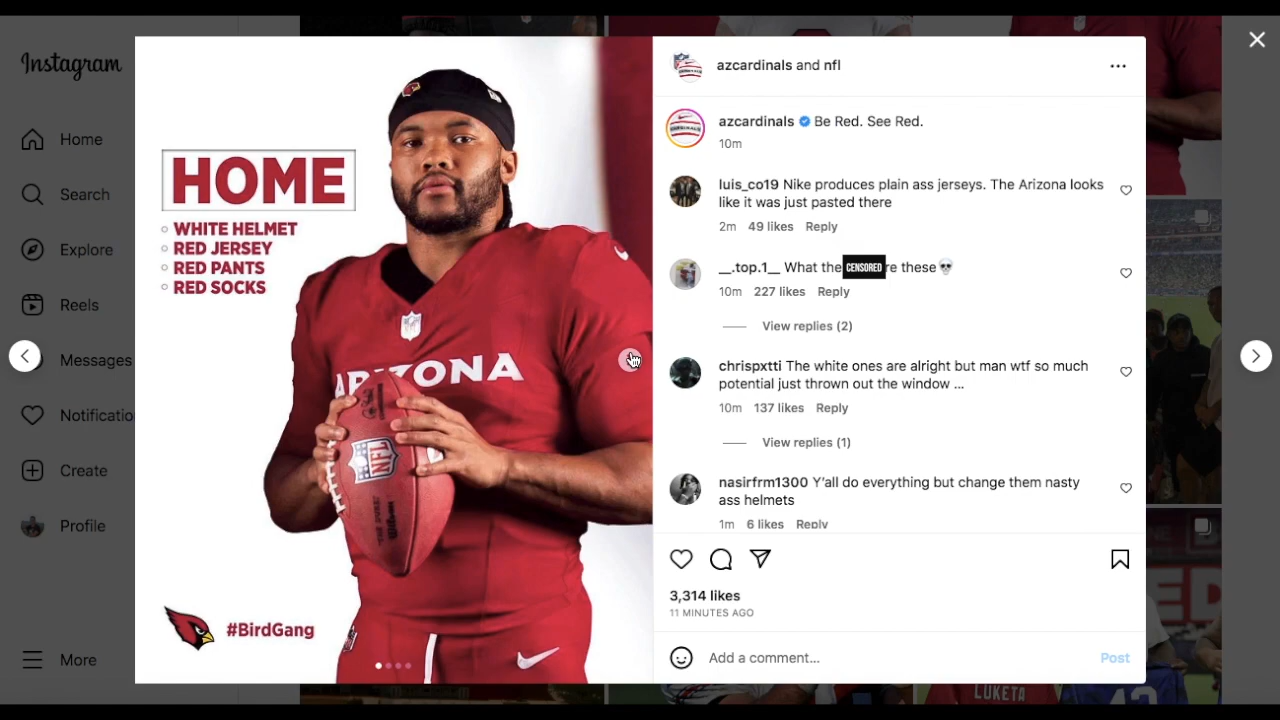 Instagram
Home
Search
Explore
Reels
Messages
Notificatio
Create
Profile
More
HOME
WHITE HELMET
RED JERSEY
RED PANTS
RED SOCKS
NFL
ARIZONA
NFL
#BirdGang
azcardinals and nfl
azcardinals Be Red. See Red.
10m
luis_co19 Nike produces plain ass jerseys. The Arizona looks
like it was just pasted there
2m 49 likes Reply
__.top.1__ What the CENSORED re these💀
10m 227 likes Reply
View replies (2)
chrispxtti The white ones are alright but man wtf so much
potential just thrown out the window ...
10m 137 likes Reply
View replies (1)
nasirfrm1300 Y'all do everything but change them nasty
ass helmets
1m 6 likes Reply
3,314 likes
11 MINUTES AGO
Add a comment...
Post
LUKETA